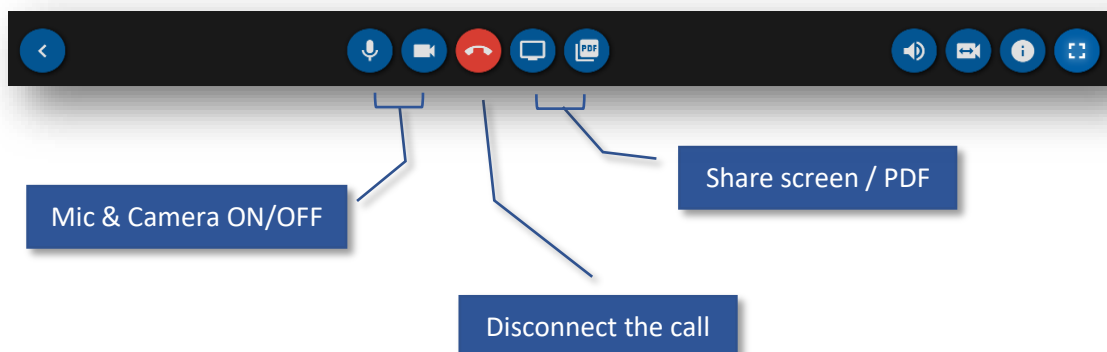 PDF
Share screen / PDF
Mic & Camera ON/OFF
Disconnect the call